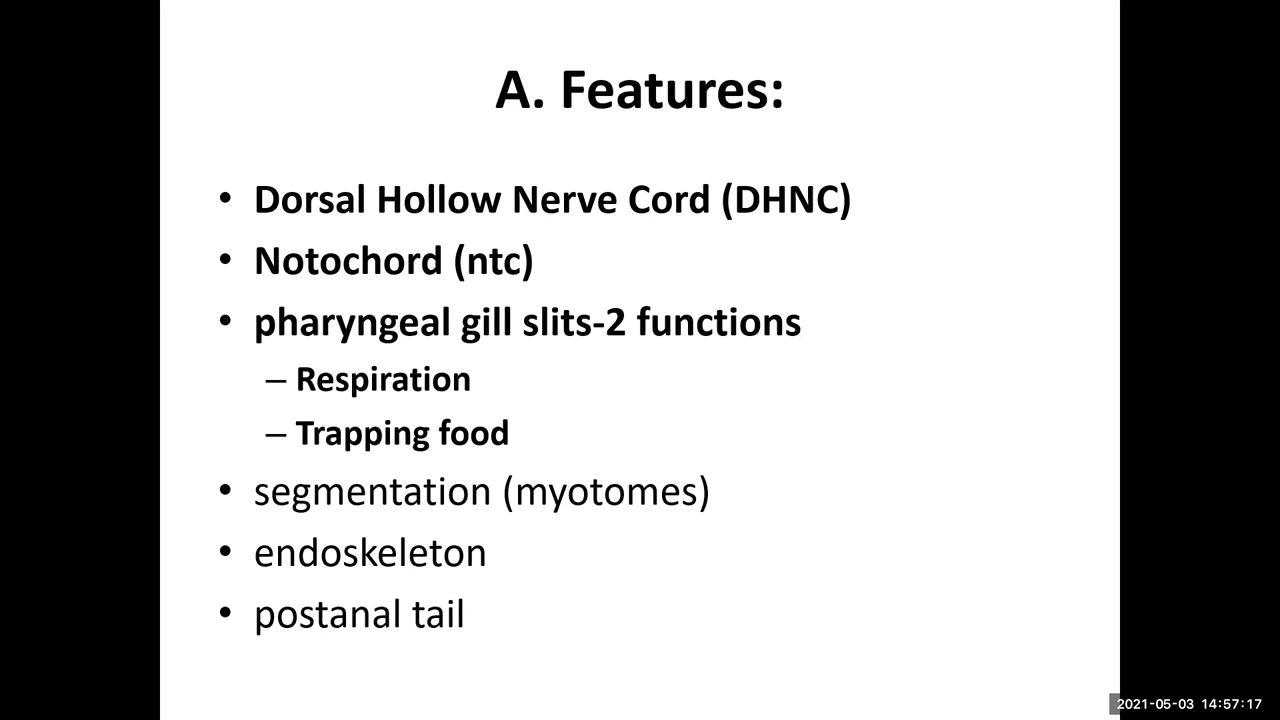 A. Features:
• Dorsal Hollow Nerve Cord (DHNC)
• Notochord (ntc)
• pharyngeal gill slits-2 functions
– Respiration
– Trapping food
• segmentation (myotomes)
• endoskeleton
• postanal tail
2021-05-03 14:57:17